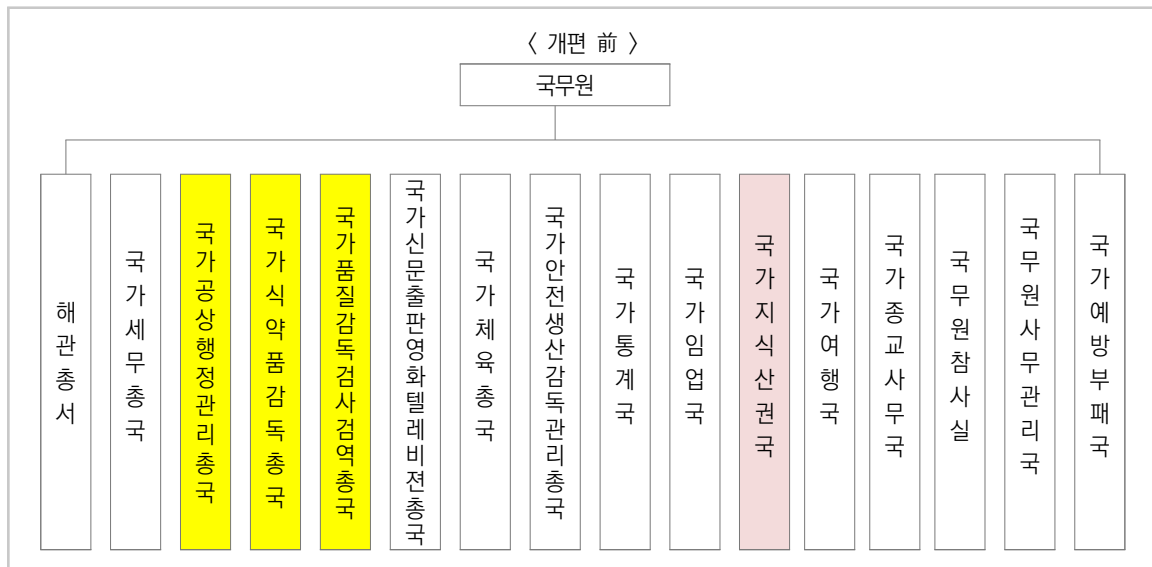 〈 개편 前 〉
국무원
해관총서
국가세무총국
국가공상행정관리총국
국가식약품감독총국
국가품질감독검사검역총국
국가신문출판영화텔레비젼총국
국가체육총국
국가안전생산감독관리총국
국가통계국
국가임업국
국가지식산권국
국가여행국
국가종교사무국
국무원참사실
국무원사무관리국
국가예방부패국